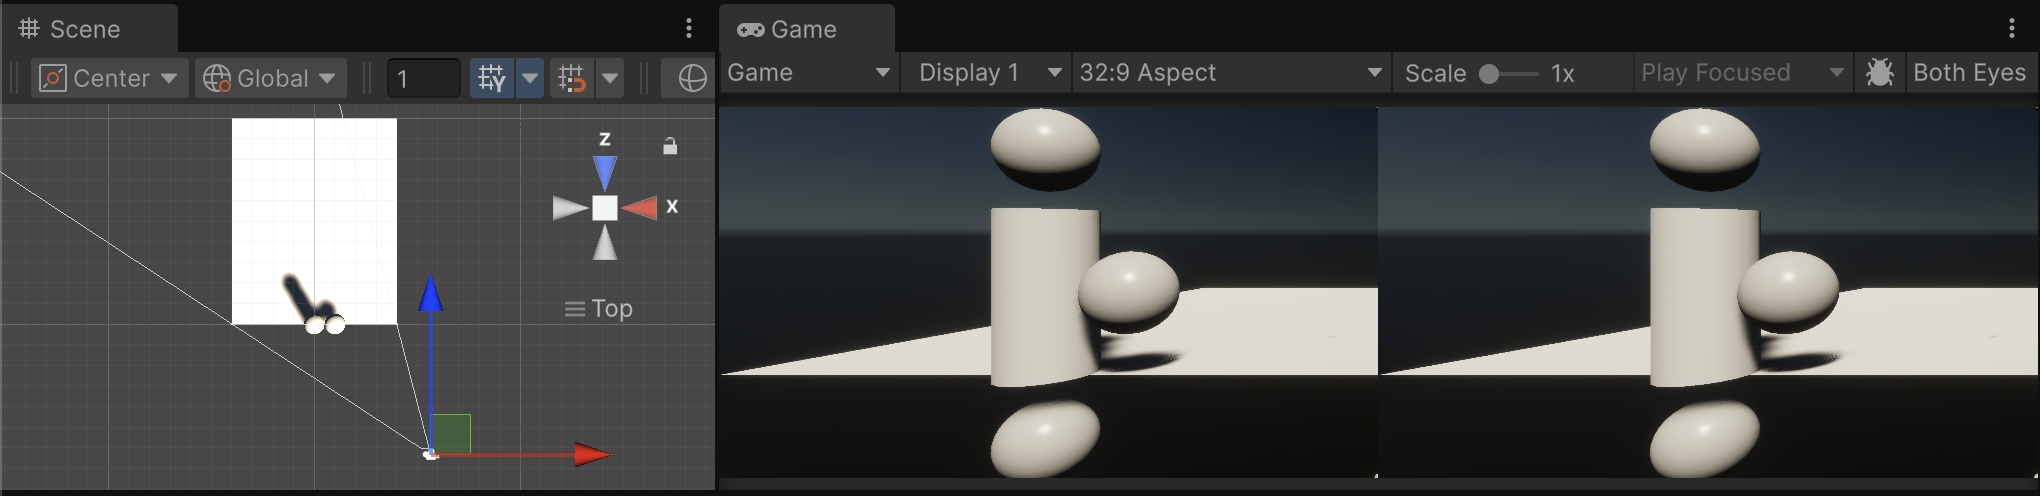 Scene
Game
Center
Global
1
Game
Display 1
32:9 Aspect
Scale
1x
Play Focused
Both Eyes
z
x
Top